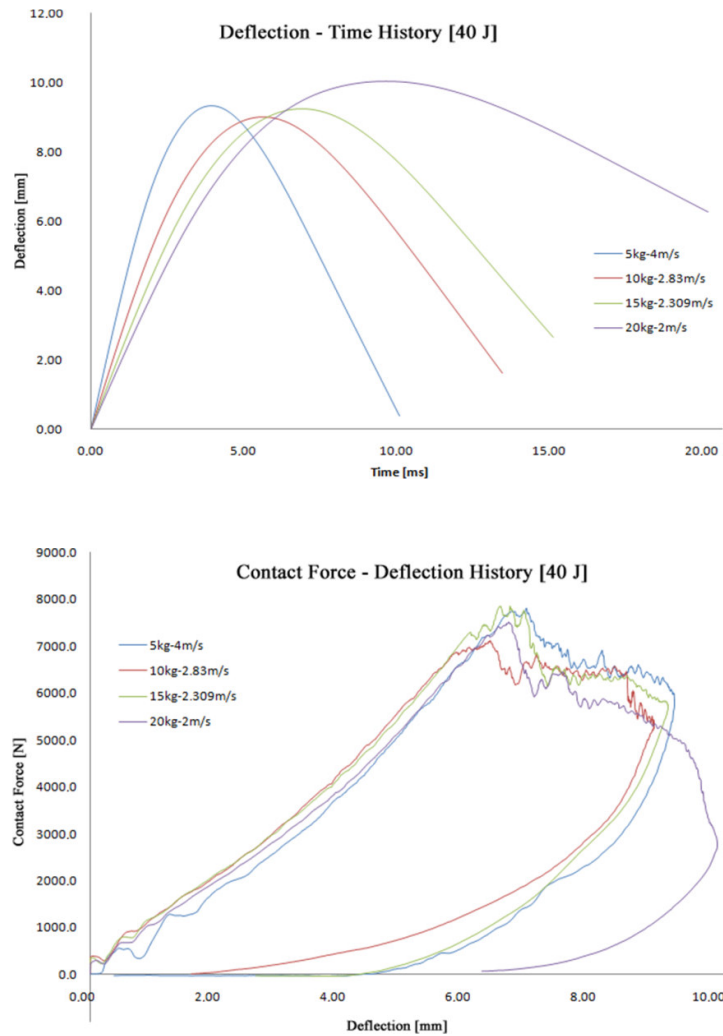 Deflection - Time History [40 J]
12.00
10.00
8.00
6.00
4.00
2.00
0.00
Deflection [mm]
5kg-4m/s
10kg-2.83m/s
15kg-2.309m/s
20kg-2m/s
0.00 5.00 10.00 15.00 20.00
Time [ms]
Contact Force - Deflection History [40 J]
9000.0
8000.0
7000.0
6000.0
5000.0
4000.0
3000.0
2000.0
1000.0
0.0
Contact Force [N]
5kg-4m/s
10kg-2.83m/s
15kg-2.309m/s
20kg-2m/s
0.00 2.00 4.00 6.00 8.00 10.00
Deflection [mm]